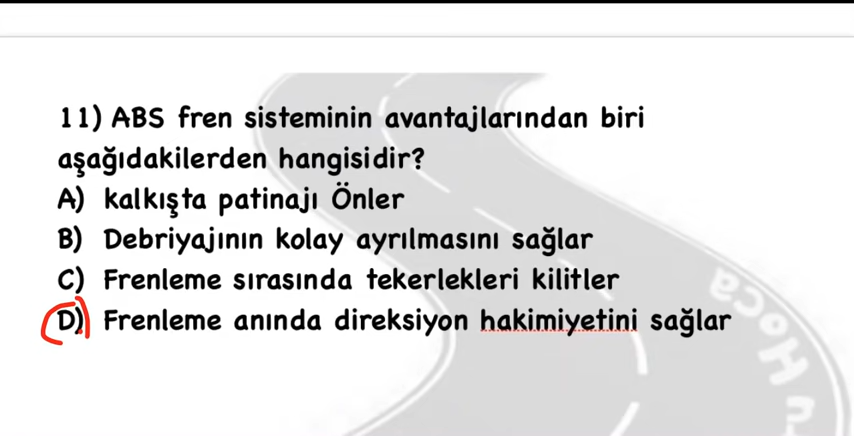 11) ABS fren sisteminin avantajlarından biri
aşağıdakilerden hangisidir?
A) kalkışta patinajı Önler
B) Debriyajının kolay ayrılmasını sağlar
C) Frenleme sırasında tekerlekleri kilitler
D) Frenleme anında direksiyon hakimiyetini sağlar
Hoca